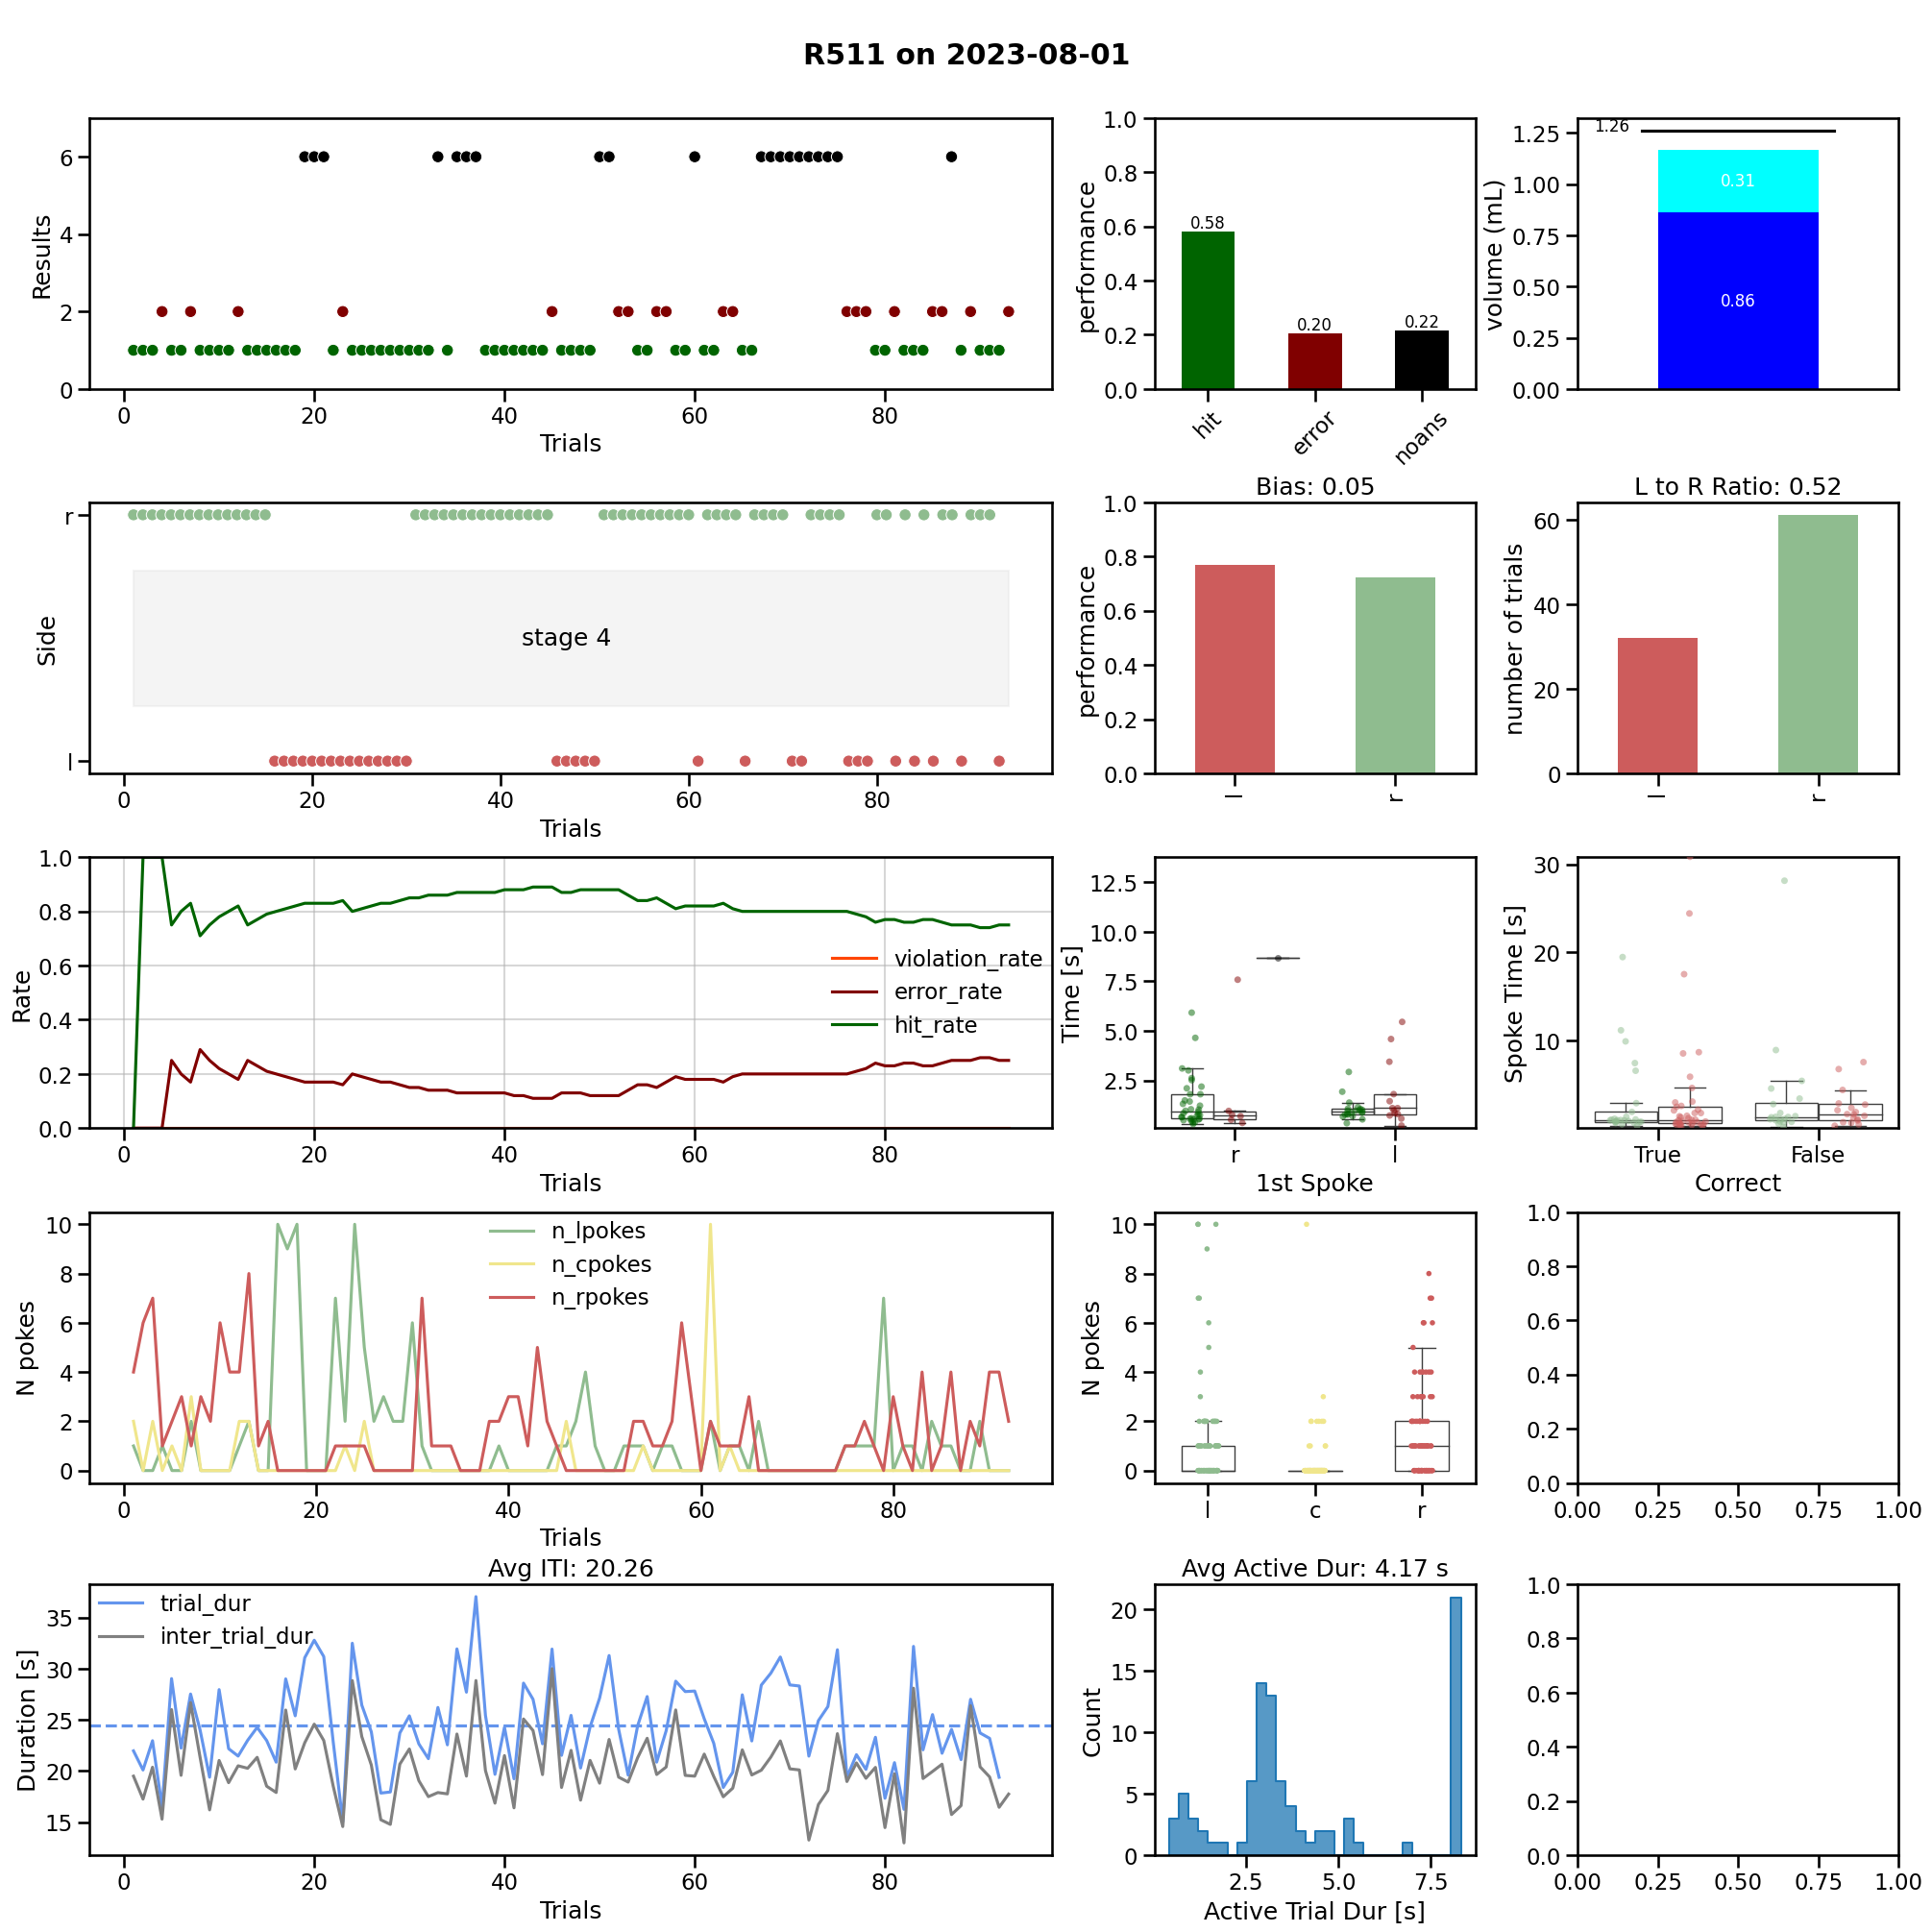 R511 on 2023-08-01
Results
6
4
2
0
0 20 40 60 80
Trials
performance
1.0
0.8
0.6
0.4
0.2
0.0
0.58
0.20
0.22
hit error noans
volume (mL)
1.25
1.00
0.75
0.50
0.25
0.00
1.26
0.31
0.86
Side
r
l
stage 4
0 20 40 60 80
Trials
Bias: 0.05
performance
1.0
0.8
0.6
0.4
0.2
0.0
l r
L to R Ratio: 0.52
number of trials
60
40
20
0
l r
Rate
1.0
0.8
0.6
0.4
0.2
0.0
violation_rate
error_rate
hit_rate
0 20 40 60 80
Trials
Time [s]
12.5
10.0
7.5
5.0
2.5
r l
1st Spoke
Spoke Time [s]
30
20
10
True False
Correct
N pokes
10
8
6
4
2
0
n_lpokes
n_cpokes
n_rpokes
0 20 40 60 80
Trials
N pokes
10
8
6
4
2
0
l c r
1.0
0.8
0.6
0.4
0.2
0.0
0.00 0.25 0.50 0.75 1.00
Avg ITI: 20.26
Duration [s]
35
30
25
20
15
trial_dur
inter_trial_dur
0 20 40 60 80
Trials
Avg Active Dur: 4.17 s
Count
20
15
10
5
0
2.5 5.0 7.5
Active Trial Dur [s]
1.0
0.8
0.6
0.4
0.2
0.0
0.00 0.25 0.50 0.75 1.00